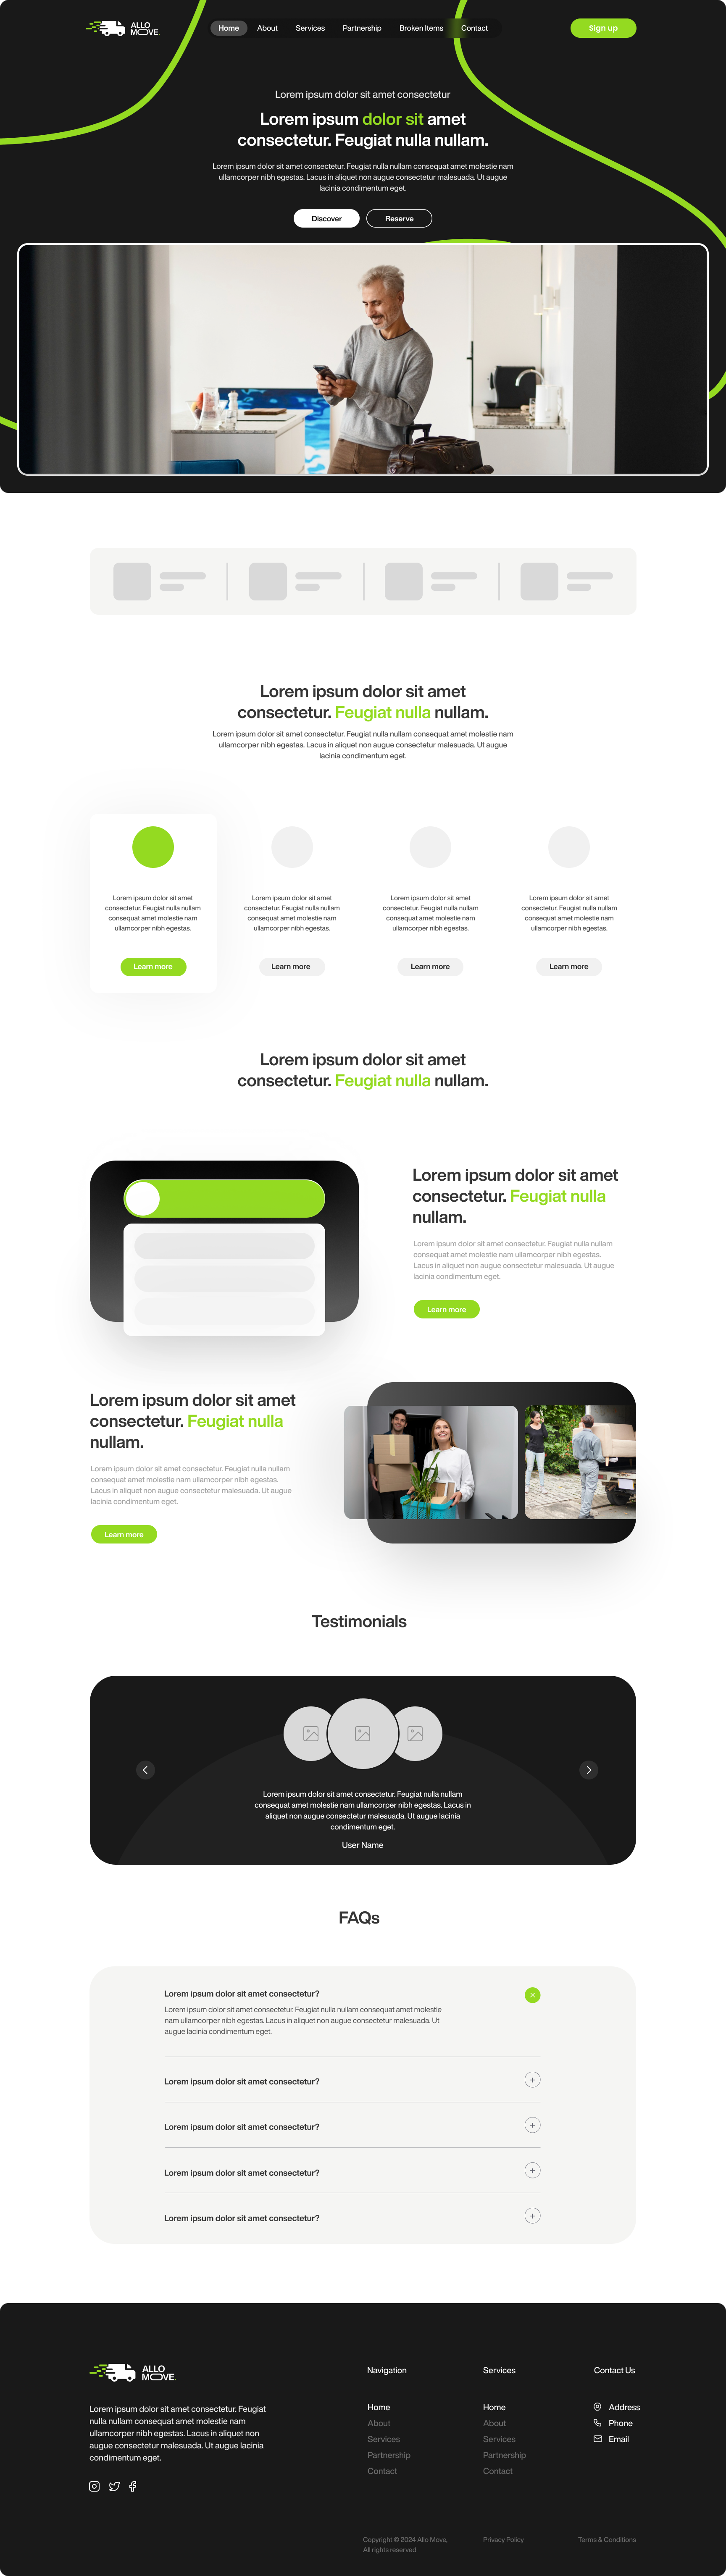 ALLO
MOVE.
Home
About
Services
Partnership
Broken Items
Contact
Sign up
Lorem ipsum dolor sit amet consectetur
Lorem ipsum dolor sit amet
consectetur. Feugiat nulla nullam.
Lorem ipsum dolor sit amet consectetur. Feugiat nulla nullam consequat amet molestie nam
ullamcorper nibh egestas. Lacus in aliquet non augue consectetur malesuada. Ut augue
lacinia condimentum eget.
Discover
Reserve
Lorem ipsum dolor sit amet
consectetur. Feugiat nulla nullam.
Lorem ipsum dolor sit amet consectetur. Feugiat nulla nullam consequat amet molestie nam
ullamcorper nibh egestas. Lacus in aliquet non augue consectetur malesuada. Ut augue
lacinia condimentum eget.
Lorem ipsum dolor sit amet
consectetur. Feugiat nulla nullam
consequat amet molestie nam
ullamcorper nibh egestas.
Learn more
Lorem ipsum dolor sit amet
consectetur. Feugiat nulla nullam
consequat amet molestie nam
ullamcorper nibh egestas.
Learn more
Lorem ipsum dolor sit amet
consectetur. Feugiat nulla nullam
consequat amet molestie nam
ullamcorper nibh egestas.
Learn more
Lorem ipsum dolor sit amet
consectetur. Feugiat nulla nullam
consequat amet molestie nam
ullamcorper nibh egestas.
Learn more
Lorem ipsum dolor sit amet
consectetur. Feugiat nulla nullam.
Lorem ipsum dolor sit amet
consectetur. Feugiat nulla
nullam.
Lorem ipsum dolor sit amet consectetur. Feugiat nulla nullam
consequat amet molestie nam ullamcorper nibh egestas.
Lacus in aliquet non augue consectetur malesuada. Ut augue
lacinia condimentum eget.
Learn more
Lorem ipsum dolor sit amet
consectetur. Feugiat nulla
nullam.
Lorem ipsum dolor sit amet consectetur. Feugiat nulla nullam
consequat amet molestie nam ullamcorper nibh egestas.
Lacus in aliquet non augue consectetur malesuada. Ut augue
lacinia condimentum eget.
Learn more
Testimonials
Lorem ipsum dolor sit amet consectetur. Feugiat nulla nullam
consequat amet molestie nam ullamcorper nibh egestas. Lacus in
aliquet non augue consectetur malesuada. Ut augue lacinia
condimentum eget.
User Name
FAQs
Lorem ipsum dolor sit amet consectetur?
Lorem ipsum dolor sit amet consectetur. Feugiat nulla nullam consequat amet molestie
nam ullamcorper nibh egestas. Lacus in aliquet non augue consectetur malesuada. Ut
augue lacinia condimentum eget.
Lorem ipsum dolor sit amet consectetur?
Lorem ipsum dolor sit amet consectetur?
Lorem ipsum dolor sit amet consectetur?
Lorem ipsum dolor sit amet consectetur?
ALLO
MOVE.
Lorem ipsum dolor sit amet consectetur. Feugiat
nulla nullam consequat amet molestie nam
ullamcorper nibh egestas. Lacus in aliquet non
augue consectetur malesuada. Ut augue lacinia
condimentum eget.
Navigation
Home
About
Services
Partnership
Contact
Services
Home
About
Services
Partnership
Contact
Contact Us
Address
Phone
Email
Copyright © 2024 Allo Move,
All rights reserved
Privacy Policy
Terms & Conditions